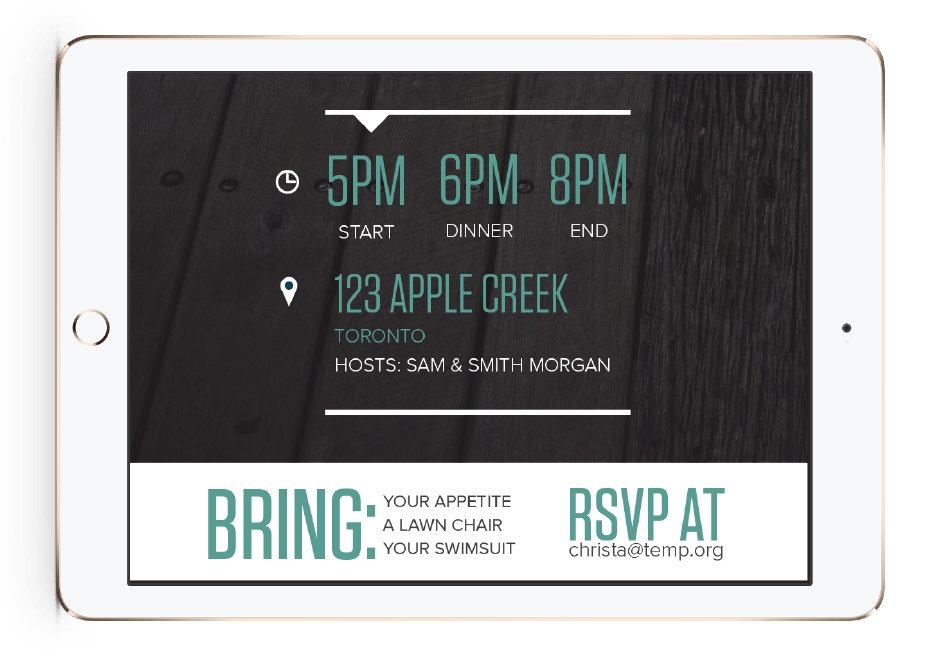 5PM 6PM 8PM
START DINNER END
123 APPLE CREEK
TORONTO
HOSTS: SAM & SMITH MORGAN
BRING:
YOUR APPETITE
A LAWN CHAIR
YOUR SWIMSUIT
RSVP AT
christa@temp.org